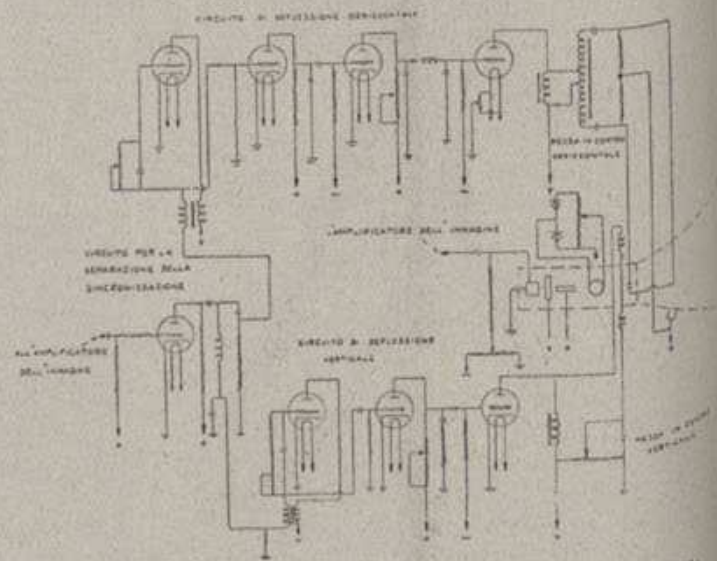 CIRCUITO DI DEFLESSIONE ORIZZONTALE
MESSA IN CENTRO
ORIZZONTALE
ALL'AMPLIFICATORE DELL'IMMAGINE
CIRCUITO PER LA
SEPARAZIONE DELLA
SINCRONIZZAZIONE
CIRCUITO DI DEFLESSIONE
VERTICALE
ALL'AMPLIFICATORE
DELL'IMMAGINE
MESSA IN CENTRO
VERTICALE